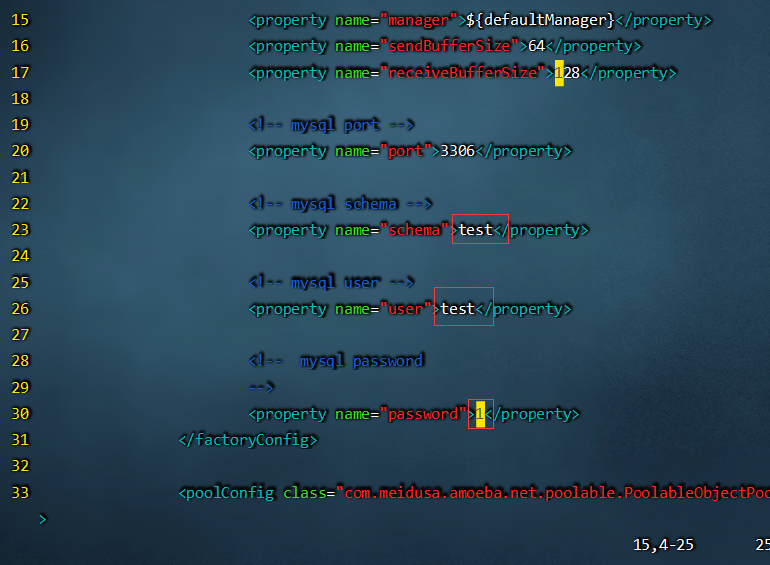 15 <property name="manager">${defaultManager}</property>
16 <property name="sendBufferSize">64</property>
17 <property name="receiveBufferSize">128</property>
18
19 <!-- mysql port -->
20 <property name="port">3306</property>
21
22 <!-- mysql schema -->
23 <property name="schema">test</property>
24
25 <!-- mysql user -->
26 <property name="user">test</property>
27
28 <!--  mysql password
29 -->
30 <property name="password">1</property>
31 </factoryConfig>
32
33 <poolConfig class="com.meidusa.amoeba.net.poolable.PoolableObjectPoo
>
15,4-25 25